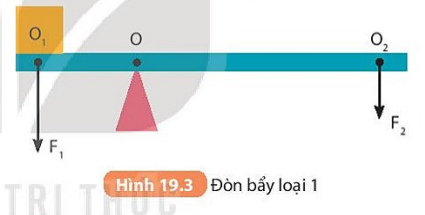 O₁ O O₂
F₁ F₂
Hình 19.3 Đòn bẩy loại 1
TRI THỨC